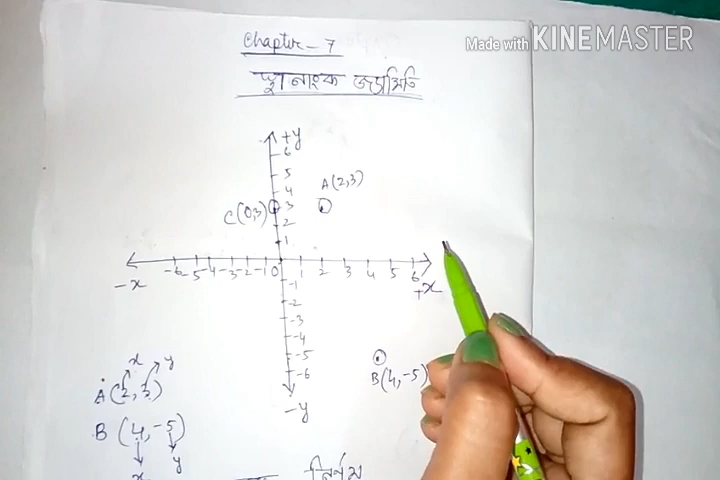 Made with KINEMASTER
Chapter - 7
স্থানাংক জ্যামিতি
+y
6
5
4
A(2,3)
C(0,3) 3
2
1
-6 -5 -4 -3 -2 -1 0 1 2 3 4 5 6
-x +x
-1
-2
-3
-4
-5
-6
-y
B(4,-5)
x y
A(2,3)
B (4,-5)
x y
নিৰ্ণয়